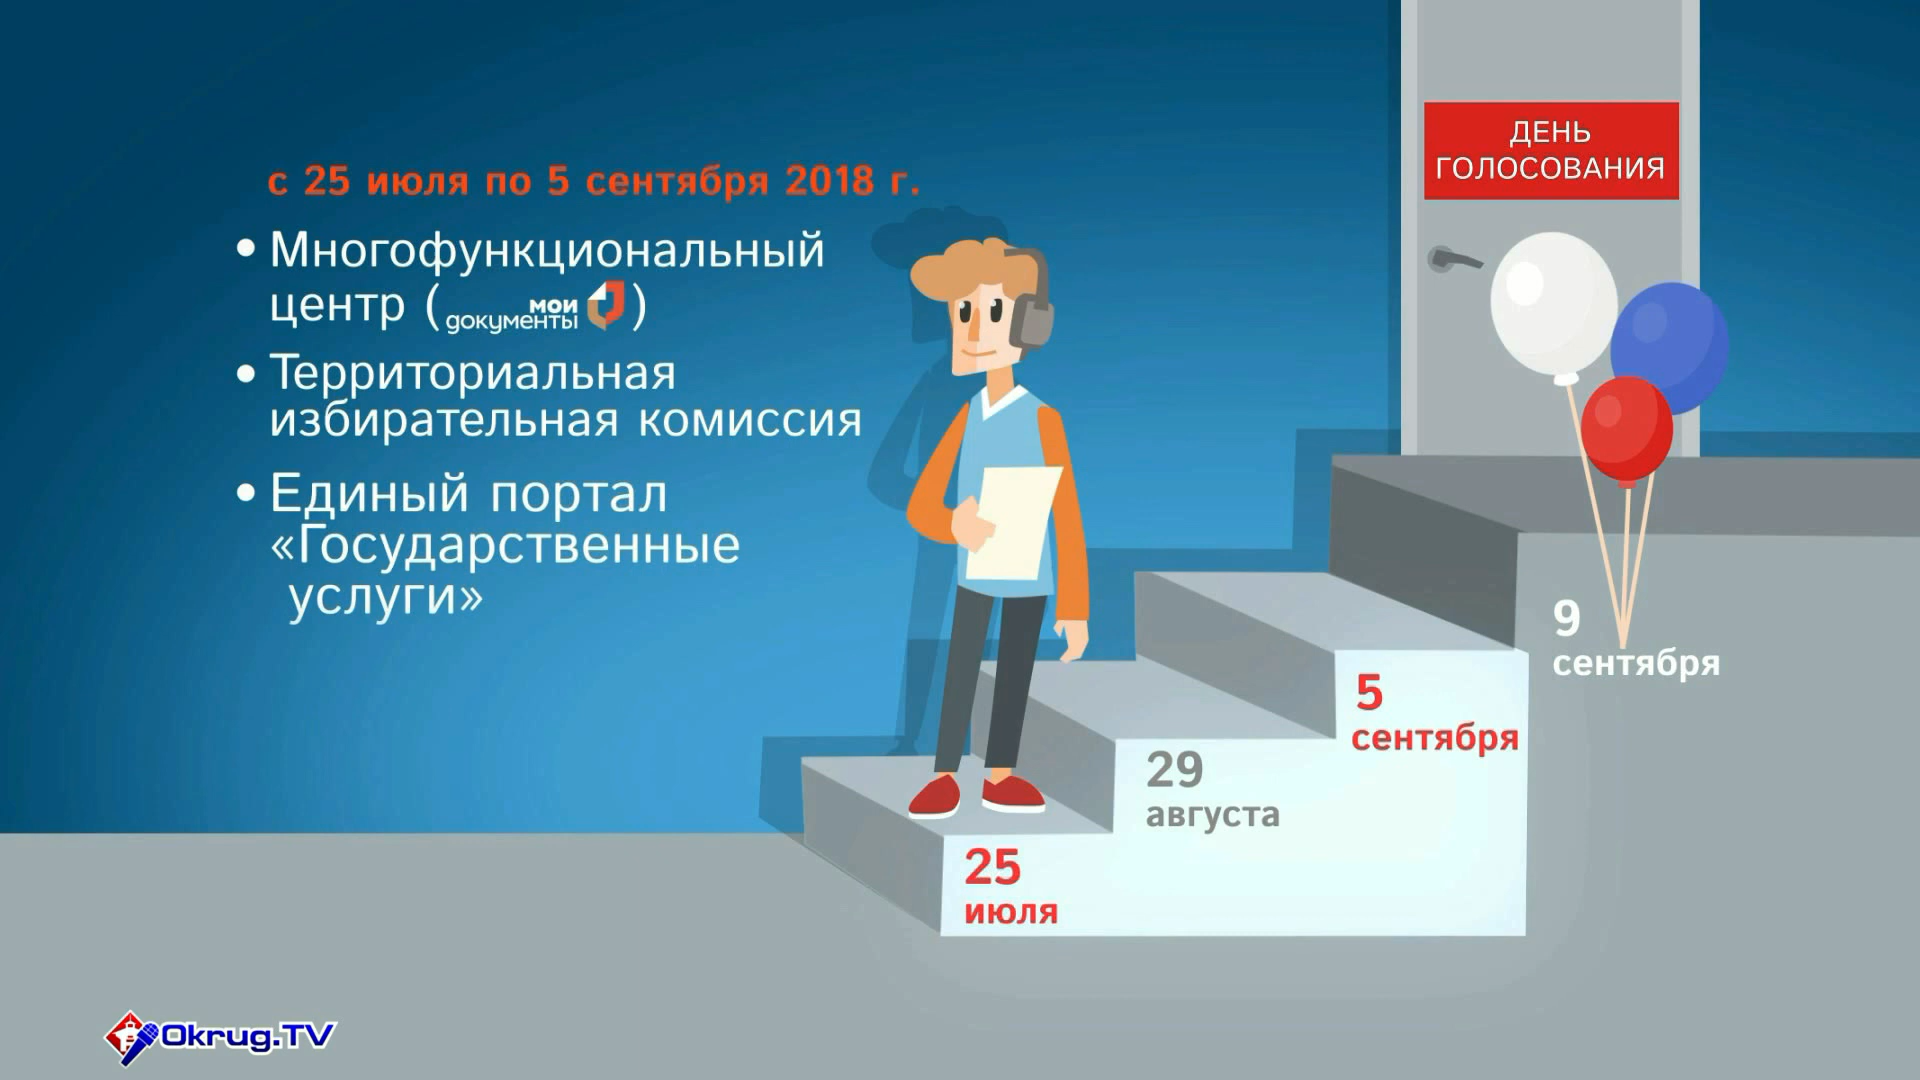 с 25 июля по 5 сентября 2018 г.
• Многофункциональный
центр (мои документы)
• Территориальная
избирательная комиссия
• Единый портал
«Государственные
услуги»
ДЕНЬ
ГОЛОСОВАНИЯ
9
сентября
5
сентября
29
августа
25
июля
Okrug.TV